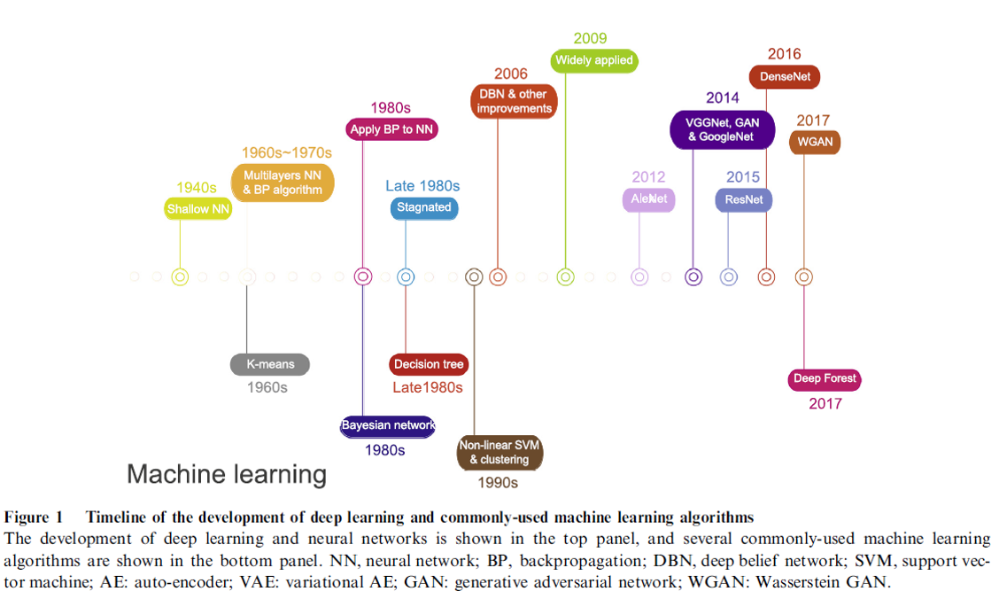 2009
Widely applied
2016
DenseNet
2006
DBN & other
improvements
2014
VGGNet, GAN
& GoogleNet
1980s
Apply BP to NN
2017
WGAN
1960s~1970s
Multilayers NN
& BP algorithm
1940s
Shallow NN
Late 1980s
Stagnated
2012
AleNet
2015
ResNet
K-means
1960s
Decision tree
Late1980s
Deep Forest
2017
Bayesian network
1980s
Non-linear SVM
& clustering
1990s
Machine learning
Figure 1 Timeline of the development of deep learning and commonly-used machine learning algorithms
The development of deep learning and neural networks is shown in the top panel, and several commonly-used machine learning
algorithms are shown in the bottom panel. NN, neural network; BP, backpropagation; DBN, deep belief network; SVM, support vec-
tor machine; AE: auto-encoder; VAE: variational AE; GAN: generative adversarial network; WGAN: Wasserstein GAN.